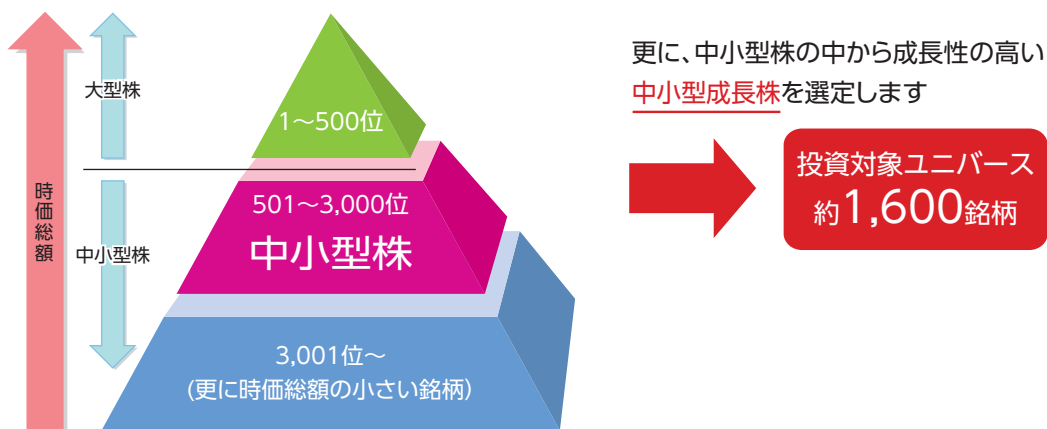 時価総額
大型株
中小型株
1～500位
501～3,000位
中小型株
3,001位～
(更に時価総額の小さい銘柄)
更に、中小型株の中から成長性の高い
中小型成長株を選定します
投資対象ユニバース
約1,600銘柄